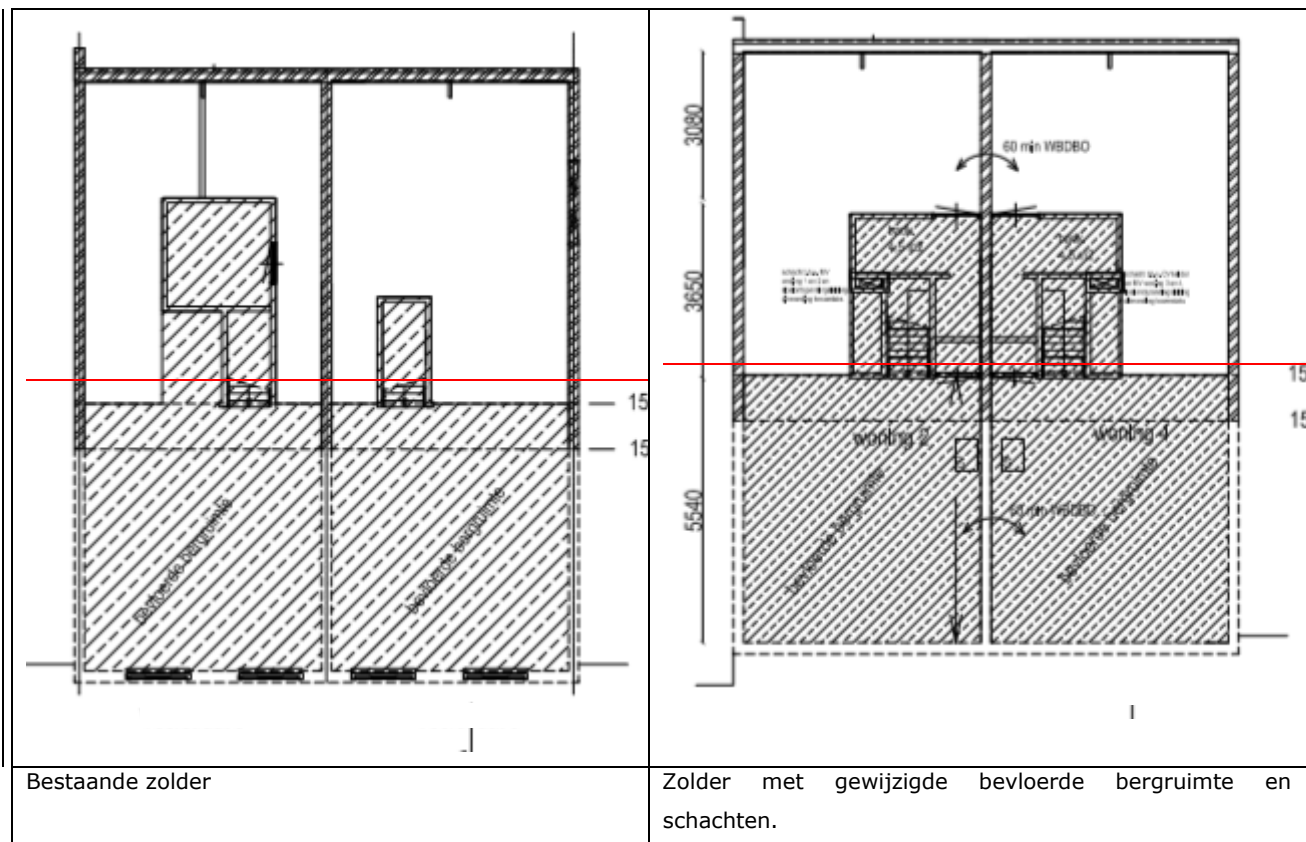 15
15
bevloerde bergruimte
bevloerde bergruimte
3080
60 min WBDBO
3650
15
15
woning 2
woning 4
5540
60 min WBDBO
bevloerde bergruimte
bevloerde bergruimte
Bestaande zolder
Zolder met gewijzigde bevloerde bergruimte en
schachten.